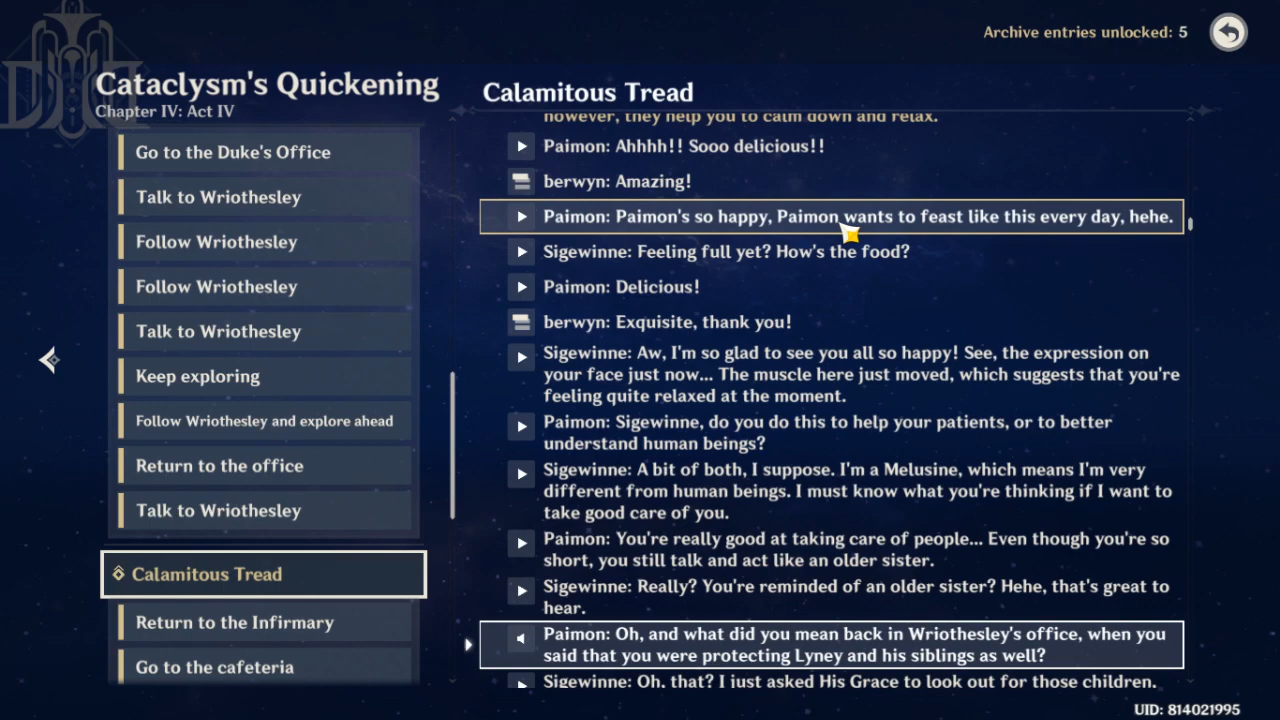 Archive entries unlocked: 5
Cataclysm's Quickening
Chapter IV: Act IV
Go to the Duke's Office
Talk to Wriothesley
Follow Wriothesley
Follow Wriothesley
Talk to Wriothesley
Keep exploring
Follow Wriothesley and explore ahead
Return to the office
Talk to Wriothesley
Calamitous Tread
Return to the Infirmary
Go to the cafeteria
Calamitous Tread
however, they help you to calm down and relax.
Paimon: Ahhhh!! Sooo delicious!!
berwyn: Amazing!
Paimon: Paimon's so happy, Paimon wants to feast like this every day, hehe.
Sigewinne: Feeling full yet? How's the food?
Paimon: Delicious!
berwyn: Exquisite, thank you!
Sigewinne: Aw, I'm so glad to see you all so happy! See, the expression on
your face just now... The muscle here just moved, which suggests that you're
feeling quite relaxed at the moment.
Paimon: Sigewinne, do you do this to help your patients, or to better
understand human beings?
Sigewinne: A bit of both, I suppose. I'm a Melusine, which means I'm very
different from human beings. I must know what you're thinking if I want to
take good care of you.
Paimon: You're really good at taking care of people... Even though you're so
short, you still talk and act like an older sister.
Sigewinne: Really? You're reminded of an older sister? Hehe, that's great to
hear.
Paimon: Oh, and what did you mean back in Wriothesley's office, when you
said that you were protecting Lyney and his siblings as well?
Sigewinne: Oh, that? I just asked His Grace to look out for those children.
UID: 814021995